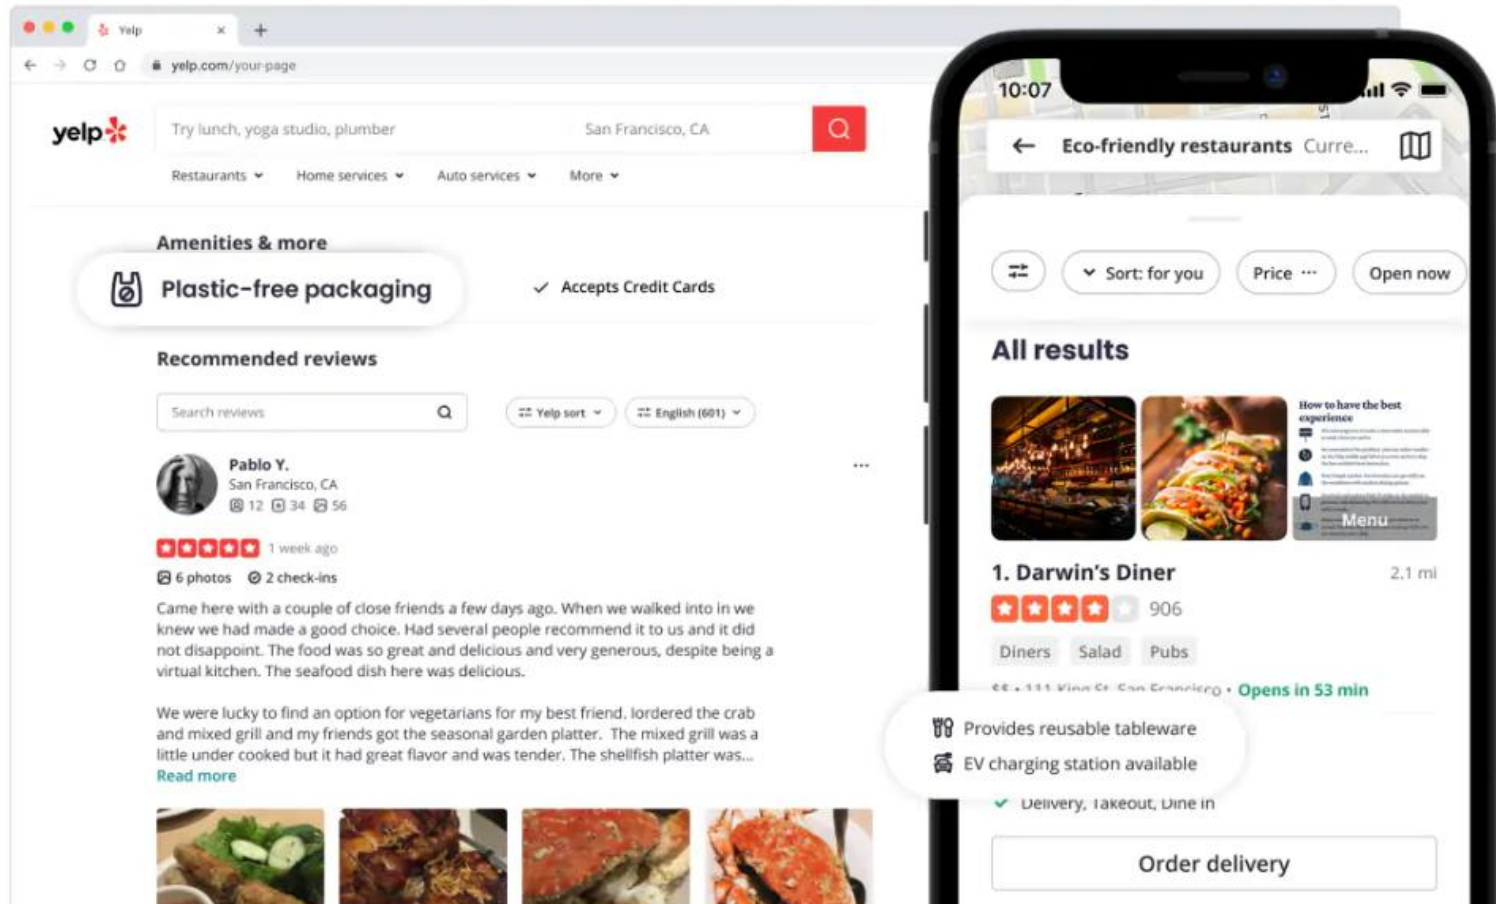 Yelp
yelp.com/your-page
yelp
Try lunch, yoga studio, plumber
San Francisco, CA
Restaurants
Home services
Auto services
More
Amenities & more
Plastic-free packaging
Accepts Credit Cards
Recommended reviews
Search reviews
Yelp sort
English (601)
Pablo Y.
San Francisco, CA
12 34 56
1 week ago
6 photos 2 check-ins
Came here with a couple of close friends a few days ago. When we walked into in we
knew we had made a good choice. Had several people recommend it to us and it did
not disappoint. The food was so great and delicious and very generous, despite being a
virtual kitchen. The seafood dish here was delicious.
We were lucky to find an option for vegetarians for my best friend. Iordered the crab
and mixed grill and my friends got the seasonal garden platter. The mixed grill was a
little under cooked but it had great flavor and was tender. The shellfish platter was...
Read more
10:07
Eco-friendly restaurants Curre...
Sort: for you
Price ···
Open now
All results
How to have the best
experience
Menu
1. Darwin's Diner
2.1 mi
906
Diners
Salad
Pubs
$$ • 111 King St, San Francisco • Opens in 53 min
Provides reusable tableware
EV charging station available
Delivery, Takeout, Dine in
Order delivery